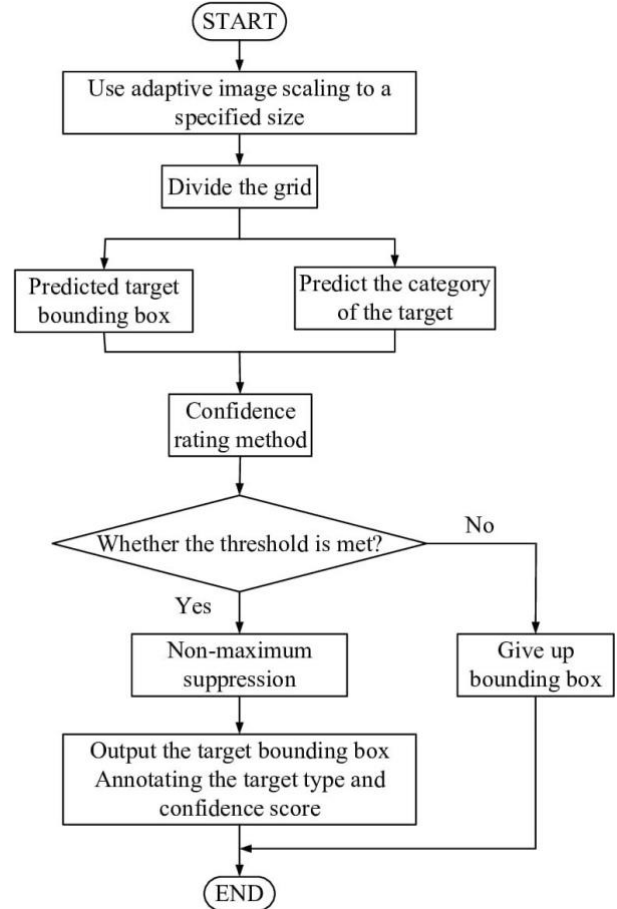 START
Use adaptive image scaling to a
specified size
Divide the grid
Predicted target
bounding box
Predict the category
of the target
Confidence
rating method
Whether the threshold is met?
No
Yes
Non-maximum
suppression
Give up
bounding box
Output the target bounding box
Annotating the target type and
confidence score
END